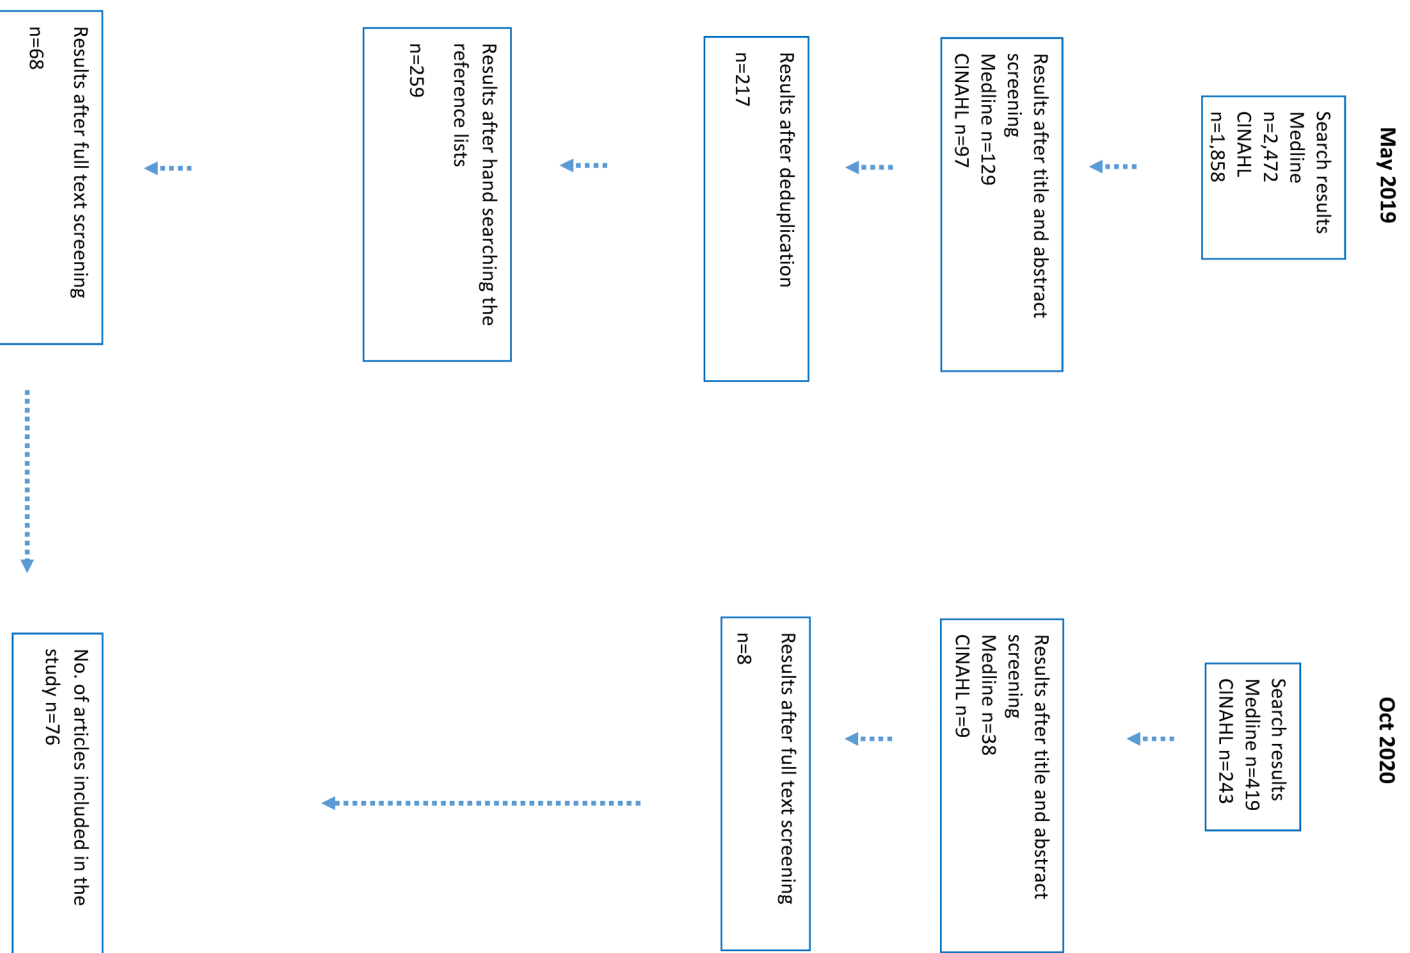 May 2019
Search results
Medline
n=2,472
CINAHL
n=1,858
Results after title and abstract
screening
Medline n=129
CINAHL n=97
Results after deduplication
n=217
Results after hand searching the
reference lists
n=259
Results after full text screening
n=68
Oct 2020
Search results
Medline n=419
CINAHL n=243
Results after title and abstract
screening
Medline n=38
CINAHL n=9
Results after full text screening
n=8
No. of articles included in the
study n=76